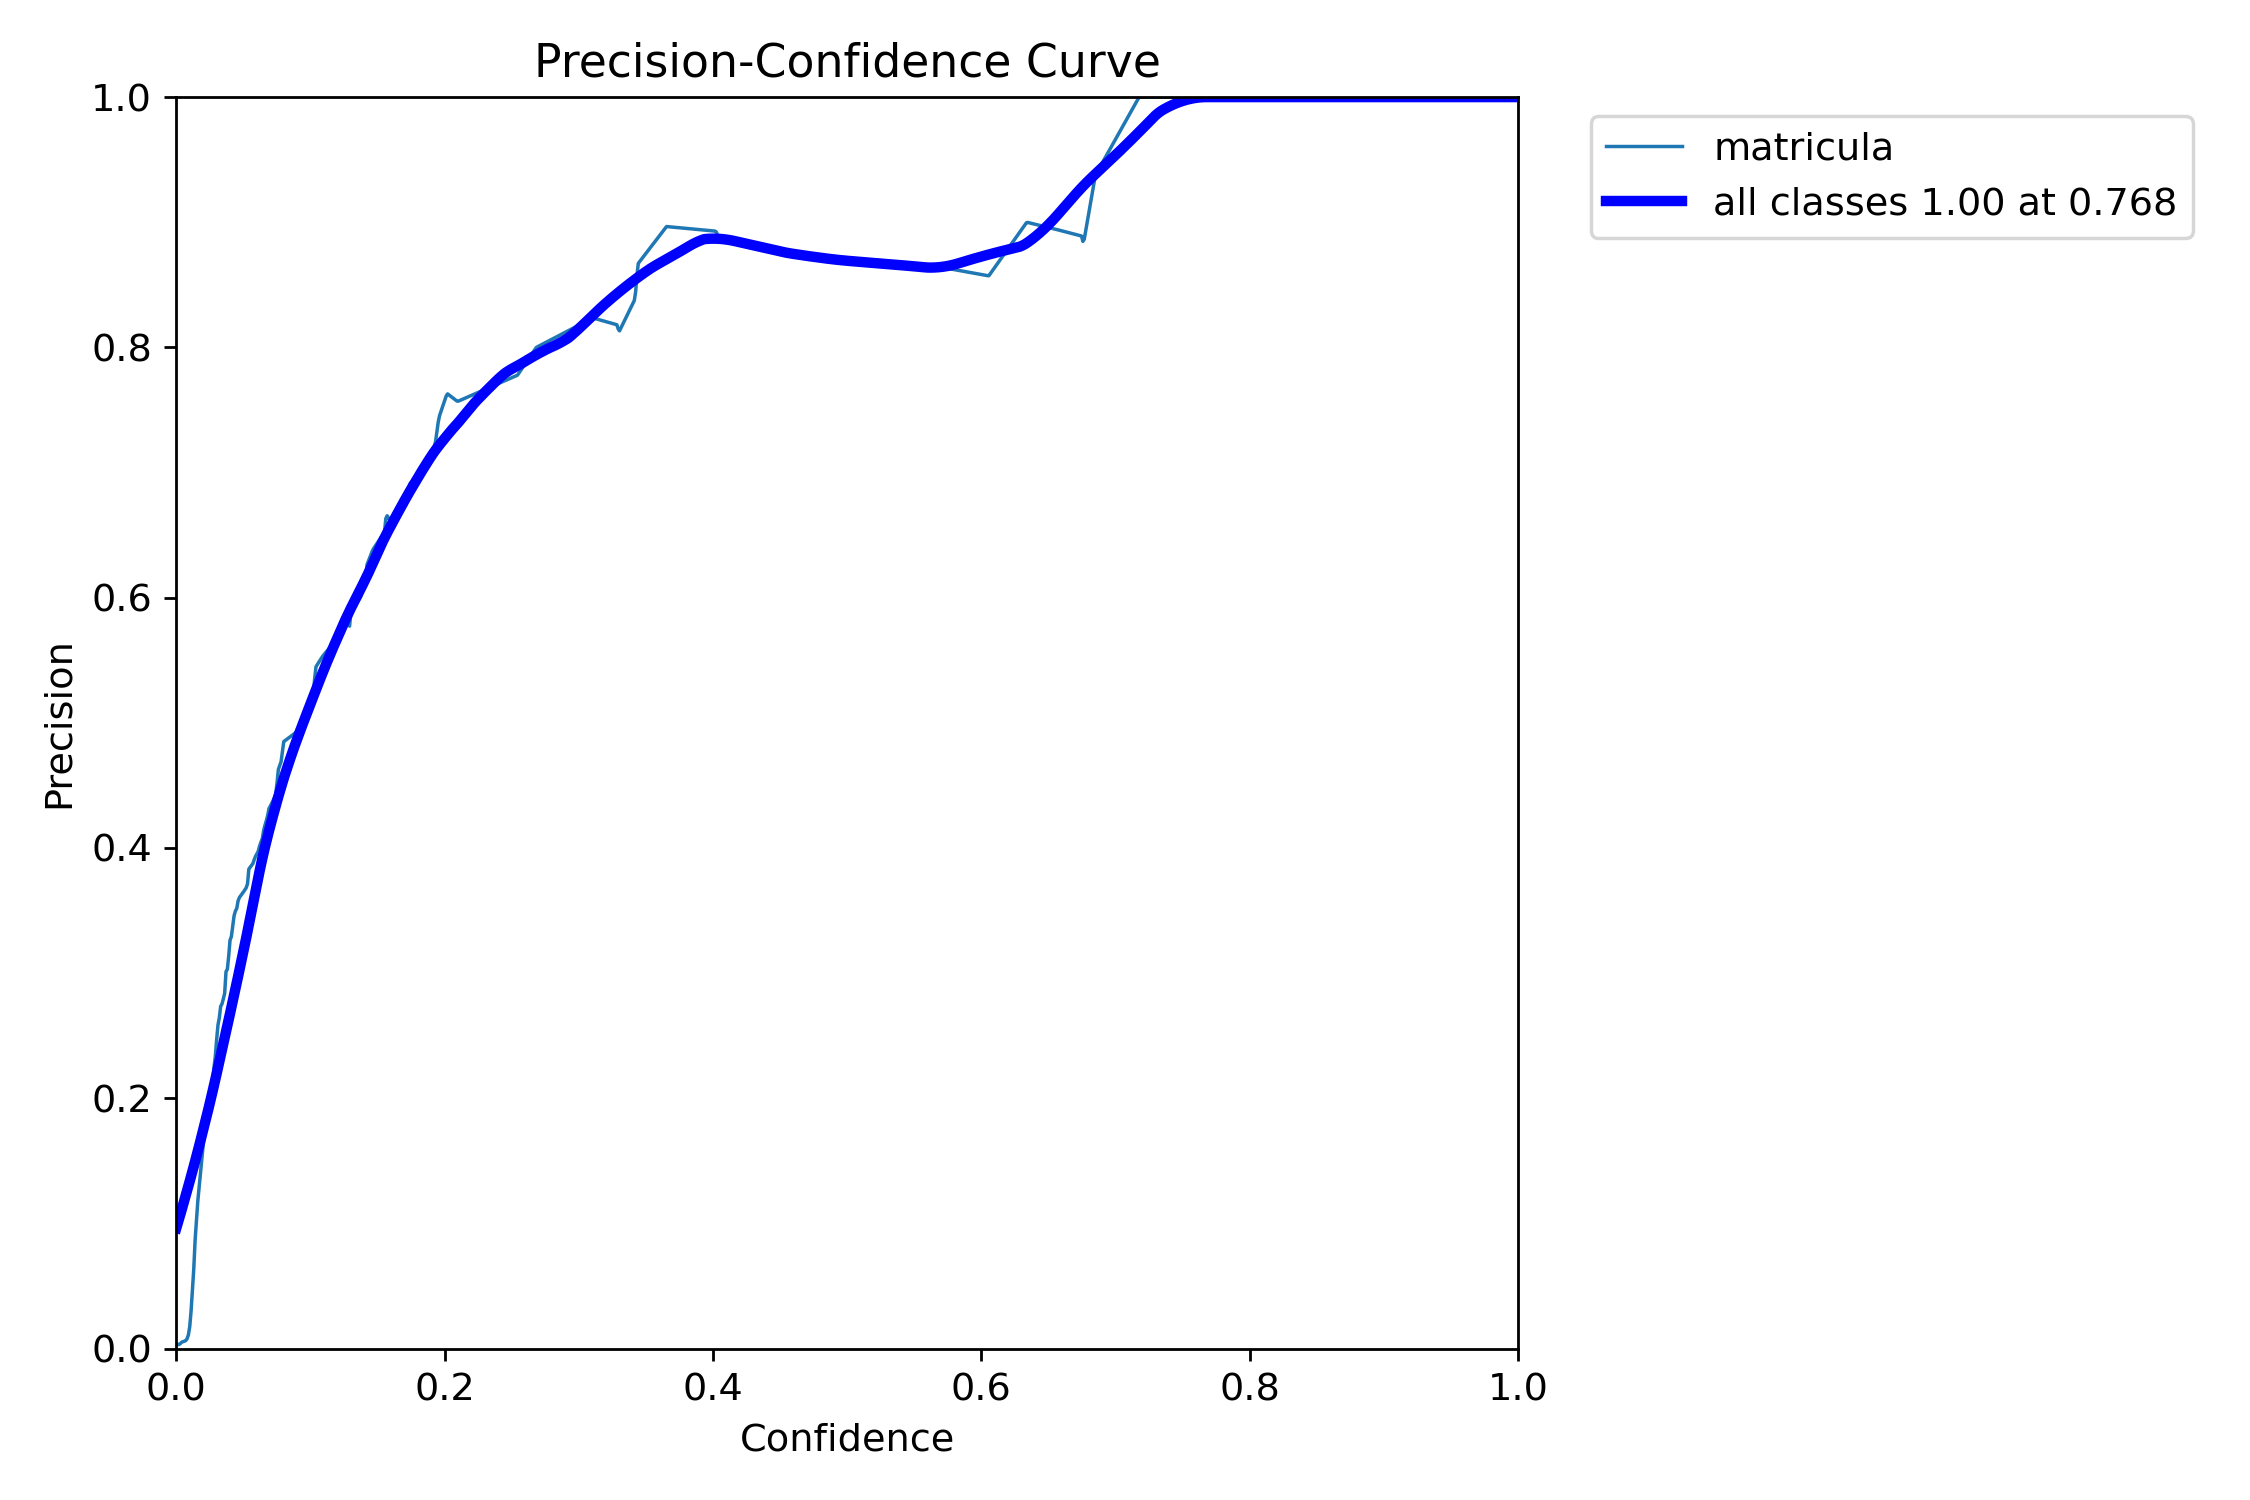 Precision-Confidence Curve
1.0
0.8
0.6
0.4
0.2
0.0
Precision
0.0 0.2 0.4 0.6 0.8 1.0
Confidence
matricula
all classes 1.00 at 0.768